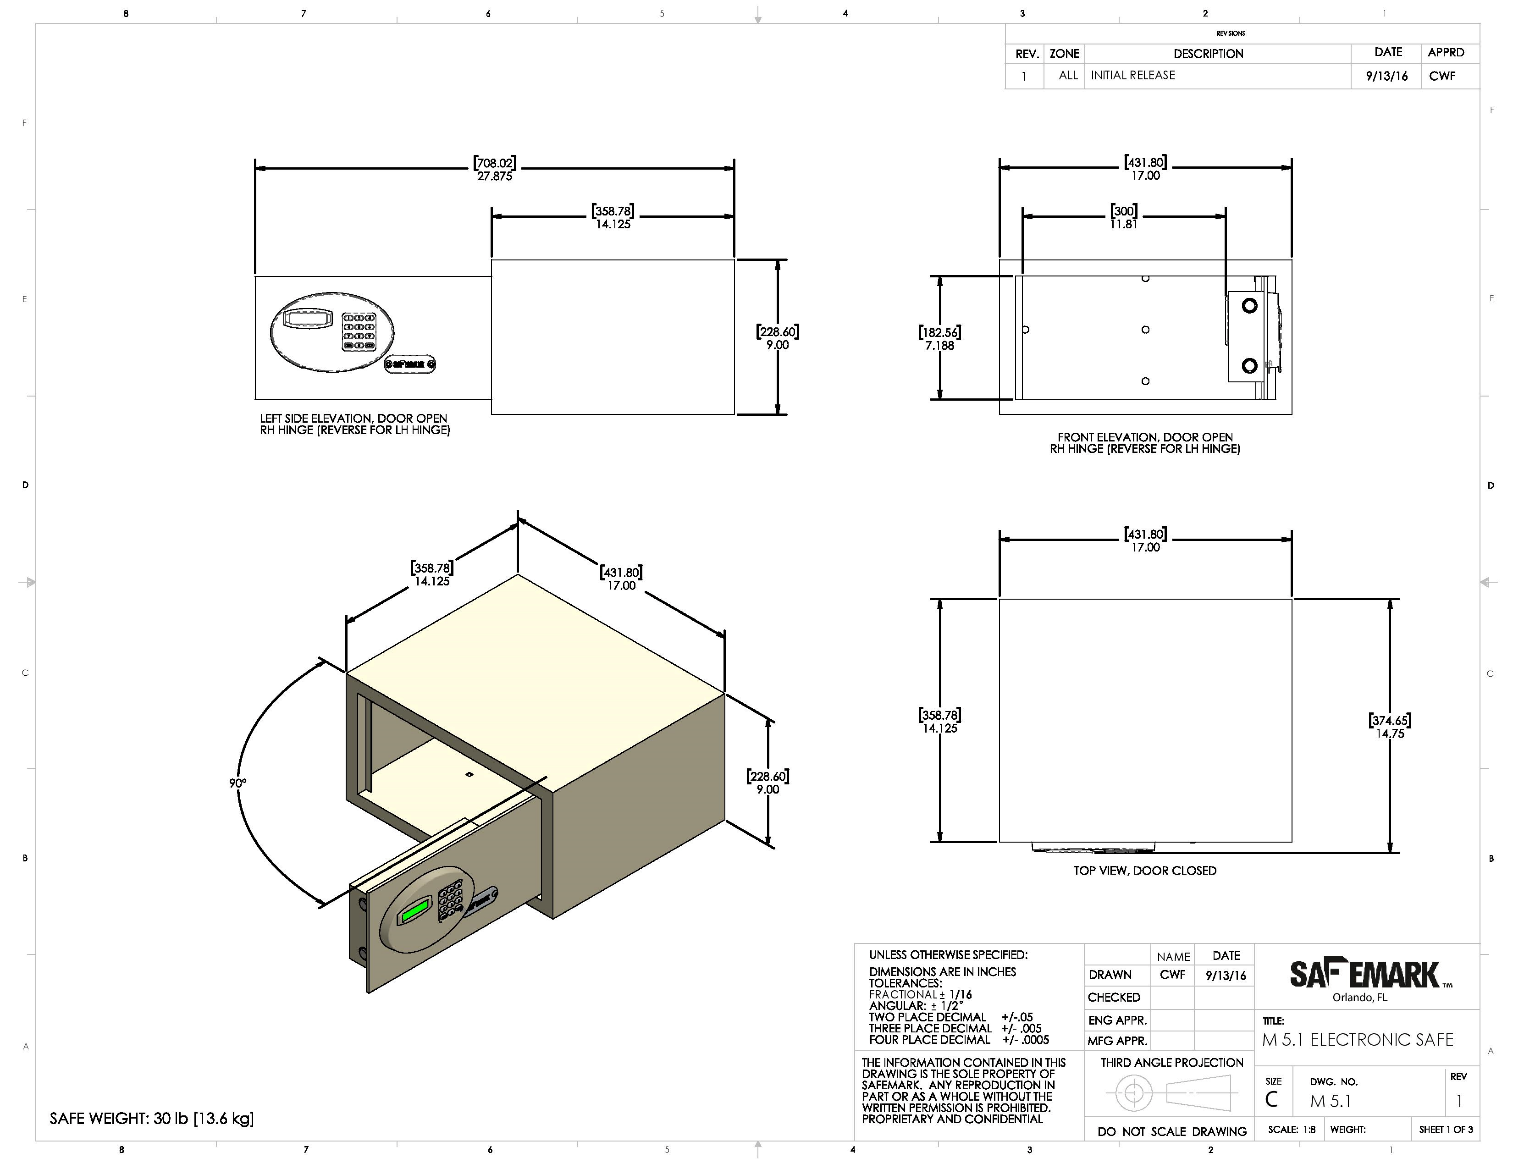 8 7 6 5 4 3 2 1
REVISIONS
REV. ZONE DESCRIPTION DATE APPRD
1 ALL INITIAL RELEASE 9/13/16 CWF
F F
[708.02]
27.875
[358.78]
14.125
[431.80]
17.00
[300]
11.81
E E
[228.60]
9.00
[182.56]
7.188
SAFEMARK
LEFT SIDE ELEVATION, DOOR OPEN
RH HINGE (REVERSE FOR LH HINGE)
FRONT ELEVATION, DOOR OPEN
RH HINGE (REVERSE FOR LH HINGE)
D D
[358.78]
14.125
[431.80]
17.00
[431.80]
17.00
C C
90°
[228.60]
9.00
[358.78]
14.125
[374.65]
14.75
B B
TOP VIEW, DOOR CLOSED
UNLESS OTHERWISE SPECIFIED:
DIMENSIONS ARE IN INCHES
TOLERANCES:
FRACTIONAL ± 1/16
ANGULAR: ± 1/2°
TWO PLACE DECIMAL +/-.05
THREE PLACE DECIMAL +/- .005
FOUR PLACE DECIMAL +/- .0005
THE INFORMATION CONTAINED IN THIS
DRAWING IS THE SOLE PROPERTY OF
SAFEMARK. ANY REPRODUCTION IN
PART OR AS A WHOLE WITHOUT THE
WRITTEN PERMISSION IS PROHIBITED.
PROPRIETARY AND CONFIDENTIAL
NAME DATE
DRAWN CWF 9/13/16
CHECKED
ENG APPR.
MFG APPR.
THIRD ANGLE PROJECTION
DO NOT SCALE DRAWING
SAFEMARK TM
Orlando, FL
TITLE:
M 5.1 ELECTRONIC SAFE
SIZE DWG. NO. REV
C M 5.1 1
SCALE: 1:8 WEIGHT: SHEET 1 OF 3
A A
SAFE WEIGHT: 30 lb [13.6 kg]
8 7 6 5 4 3 2 1